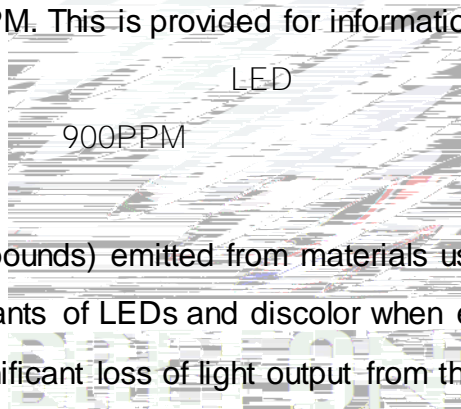 PM. This is provided for informatio
LED
900PPM
ounds) emitted from materials us
ants of LEDs and discolor when e
nificant loss of light output from th